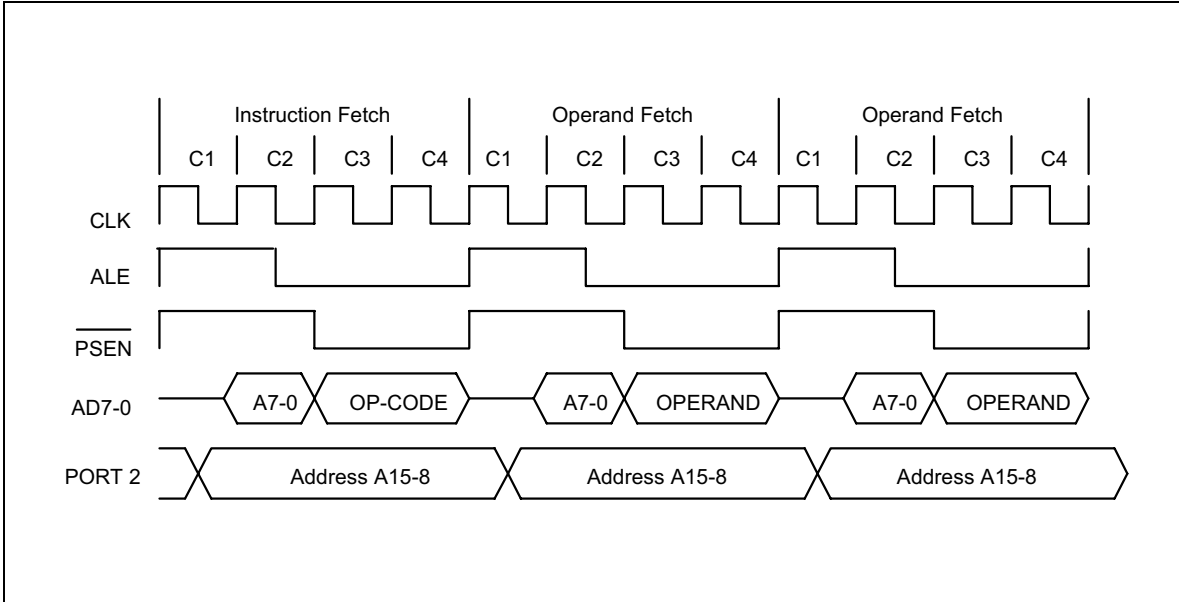 Instruction Fetch Operand Fetch Operand Fetch
C1 C2 C3 C4 C1 C2 C3 C4 C1 C2 C3 C4
CLK
ALE
PSEN
AD7-0 A7-0 OP-CODE A7-0 OPERAND A7-0 OPERAND
PORT 2 Address A15-8 Address A15-8 Address A15-8